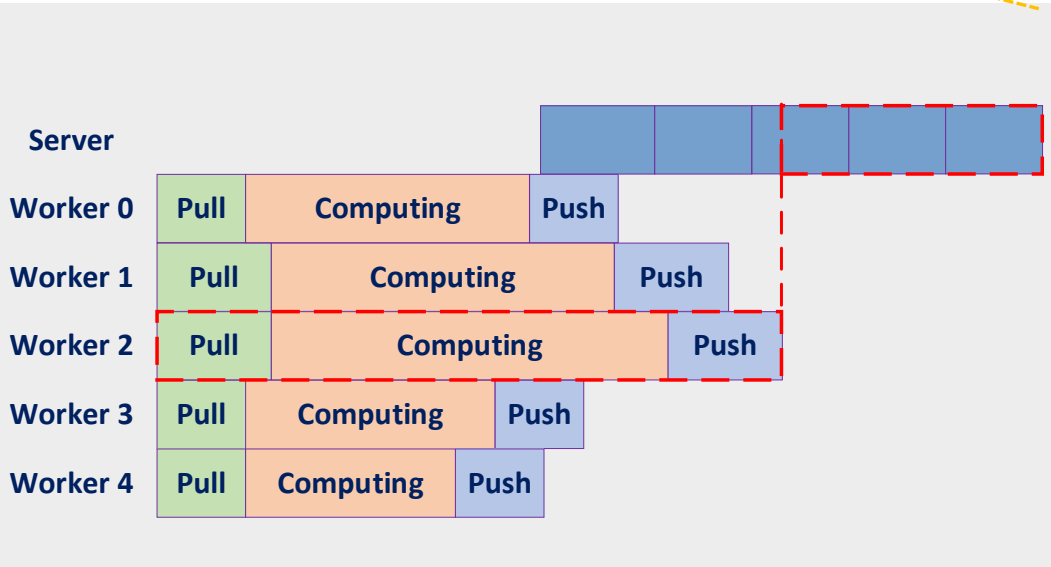 Server
Worker 0 Pull Computing Push
Worker 1 Pull Computing Push
Worker 2 Pull Computing Push
Worker 3 Pull Computing Push
Worker 4 Pull Computing Push